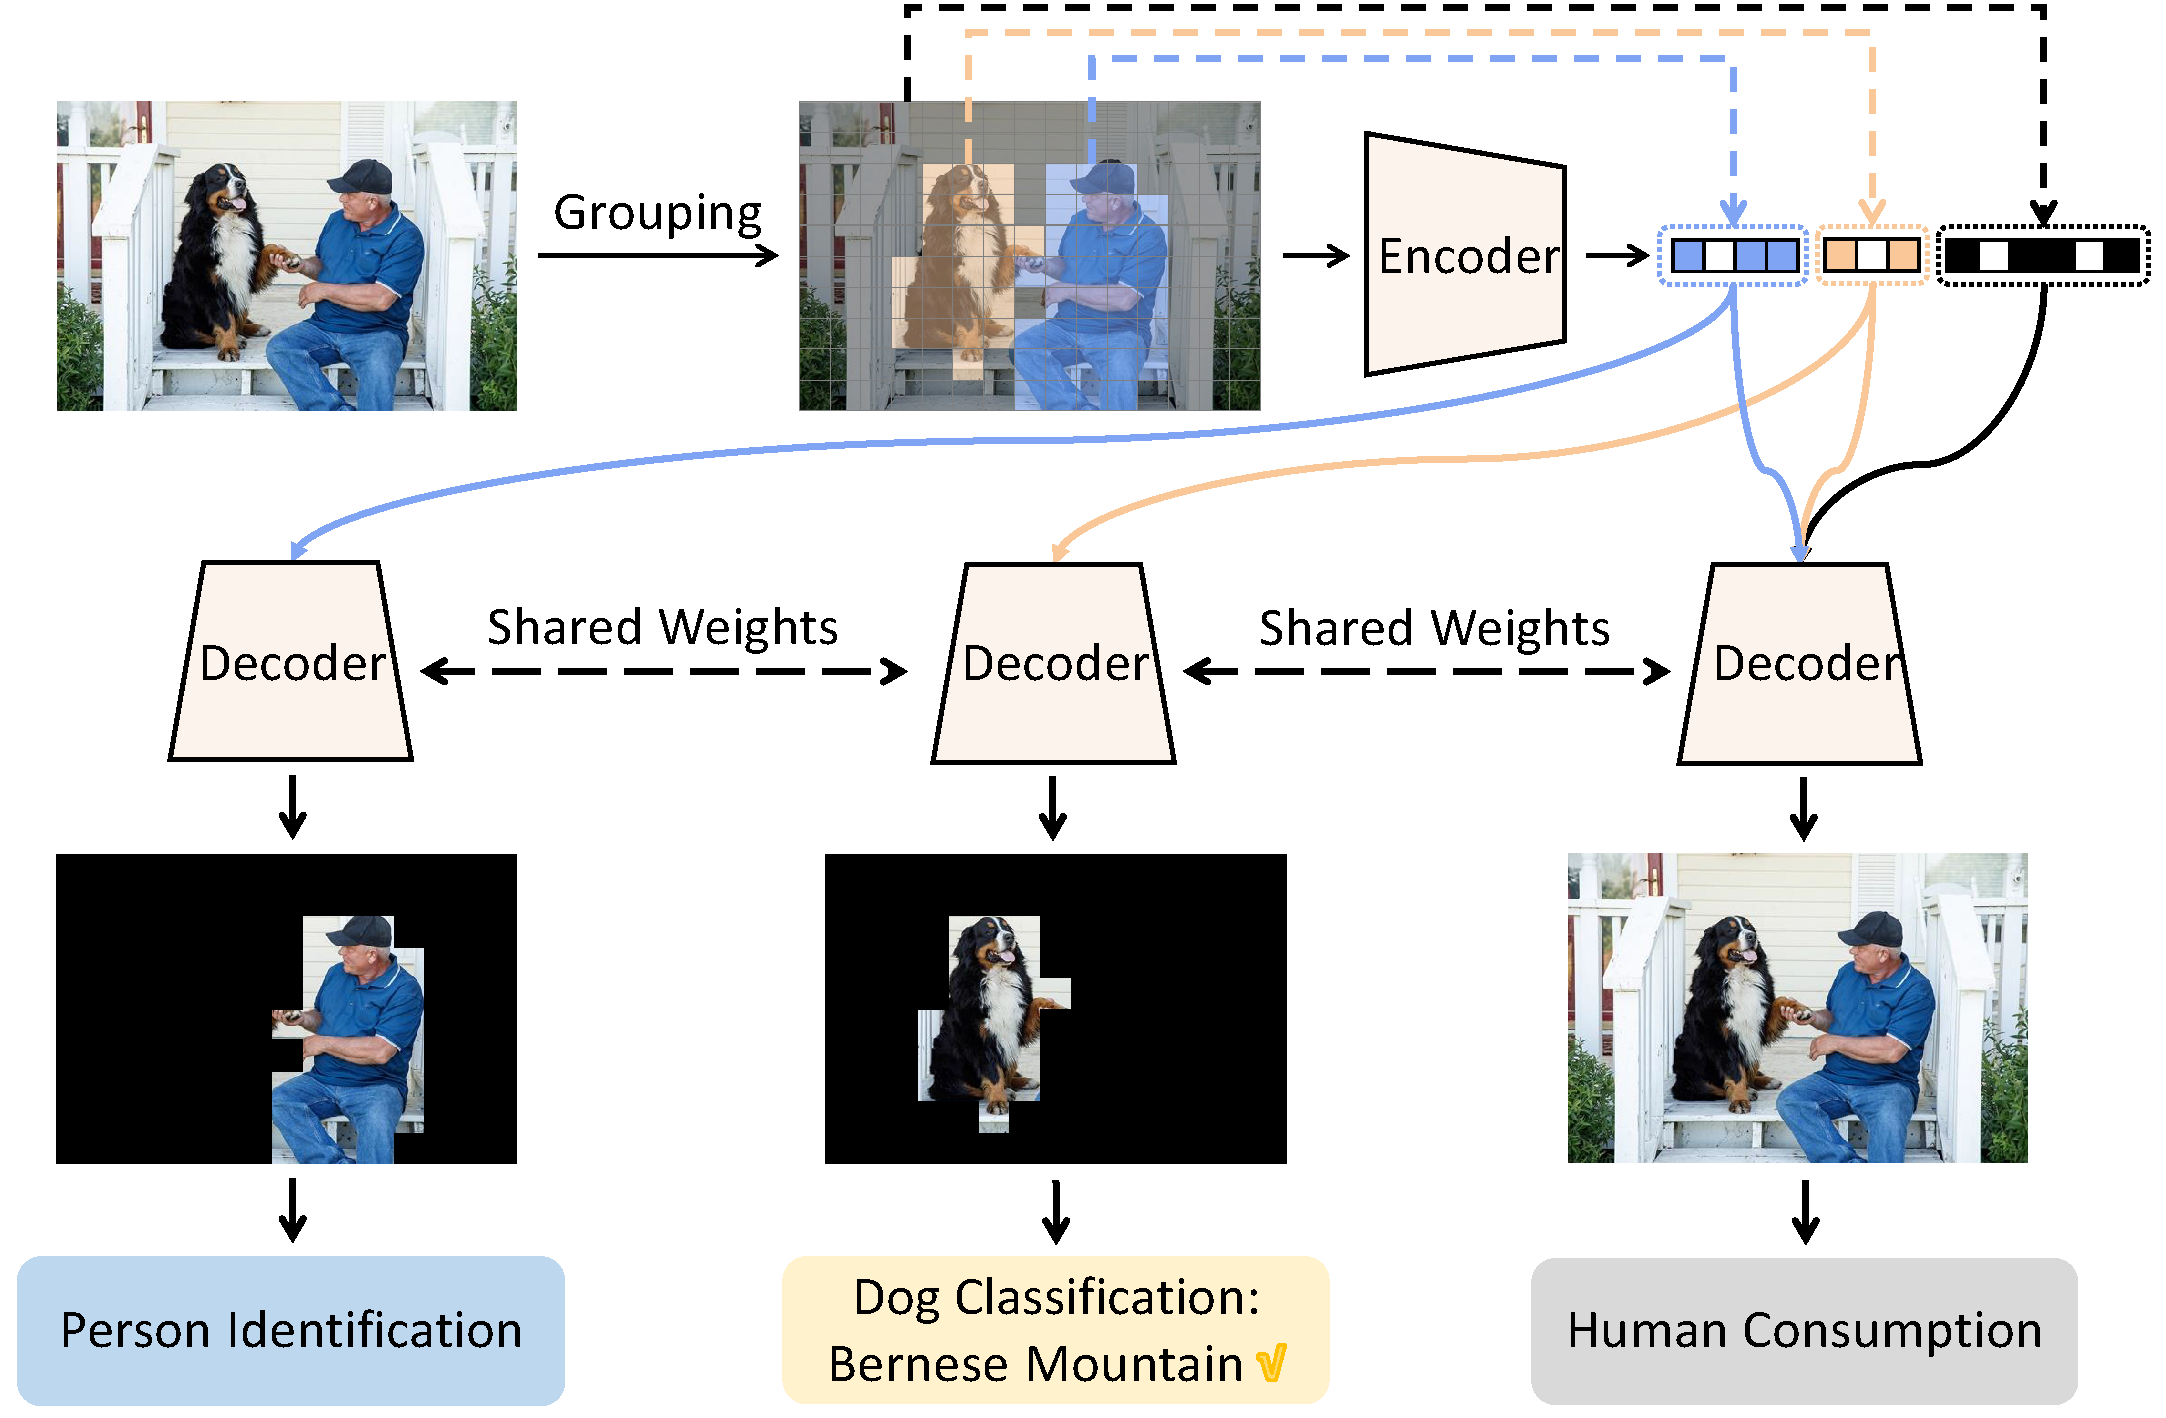 Grouping
Encoder
Shared Weights
Shared Weights
Decoder
Decoder
Decoder
Person Identification
Dog Classification:
Bernese Mountain √
Human Consumption